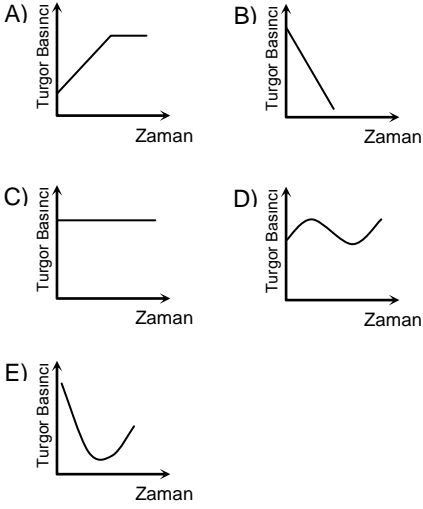 A)
Turgor Basıncı
Zaman
B)
Turgor Basıncı
Zaman
C)
Turgor Basıncı
Zaman
D)
Turgor Basıncı
Zaman
E)
Turgor Basıncı
Zaman